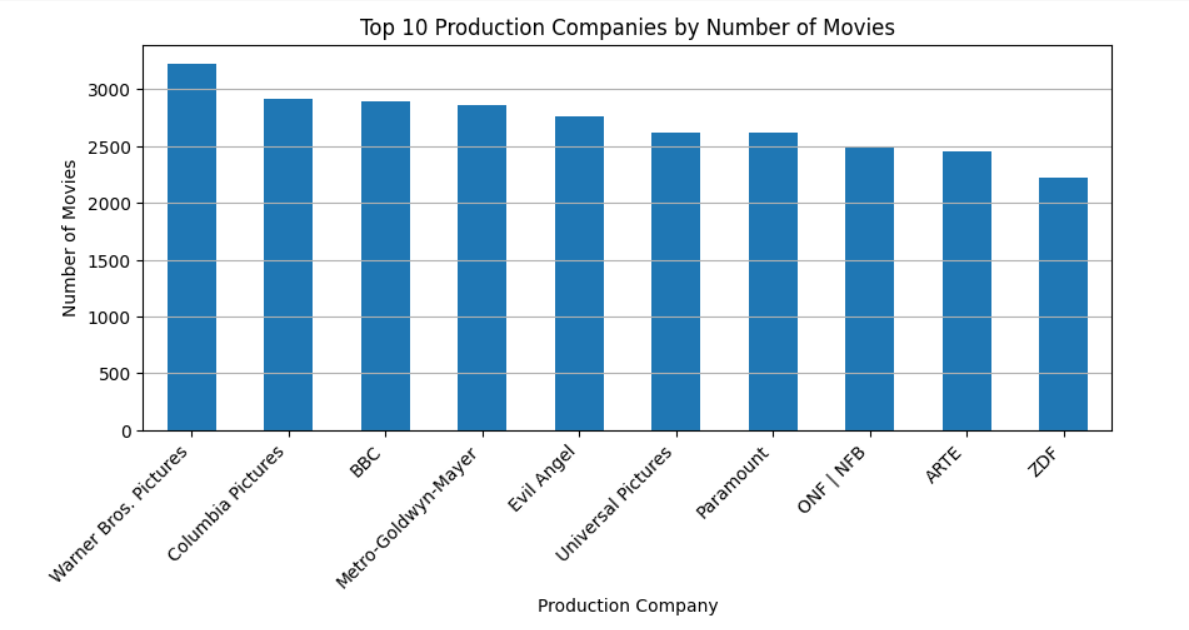 Top 10 Production Companies by Number of Movies
Number of Movies
3000
2500
2000
1500
1000
500
0
Warner Bros. Pictures
Columbia Pictures
BBC
Metro-Goldwyn-Mayer
Evil Angel
Universal Pictures
Paramount
ONF | NFB
ARTE
ZDF
Production Company